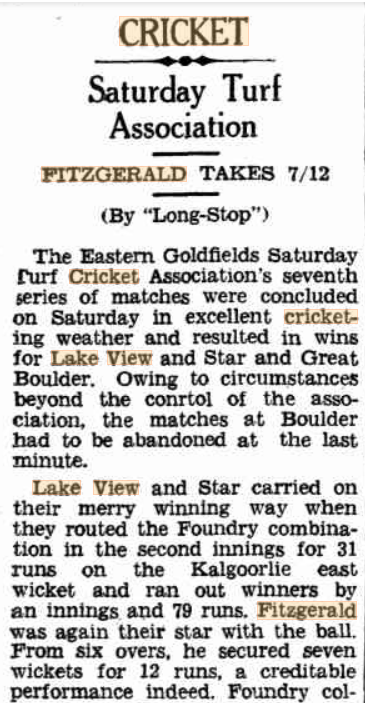 CRICKET
Saturday Turf
Association
FITZGERALD TAKES 7/12
(By "Long-Stop")
The Eastern Goldfields Saturday
Turf Cricket Association's seventh
series of matches were concluded
on Saturday in excellent cricket-
ing weather and resulted in wins
for Lake View and Star and Great
Boulder. Owing to circumstances
beyond the conrtol of the asso-
ciation, the matches at Boulder
had to be abandoned at the last
minute.
Lake View and Star carried on
their merry winning way when
they routed the Foundry combina-
tion in the second innings for 31
runs on the Kalgoorlie east
wicket and ran out winners by
an innings and 79 runs. Fitzgerald
was again their star with the ball.
From six overs, he secured seven
wickets for 12 runs, a creditable
performance indeed. Foundry col-